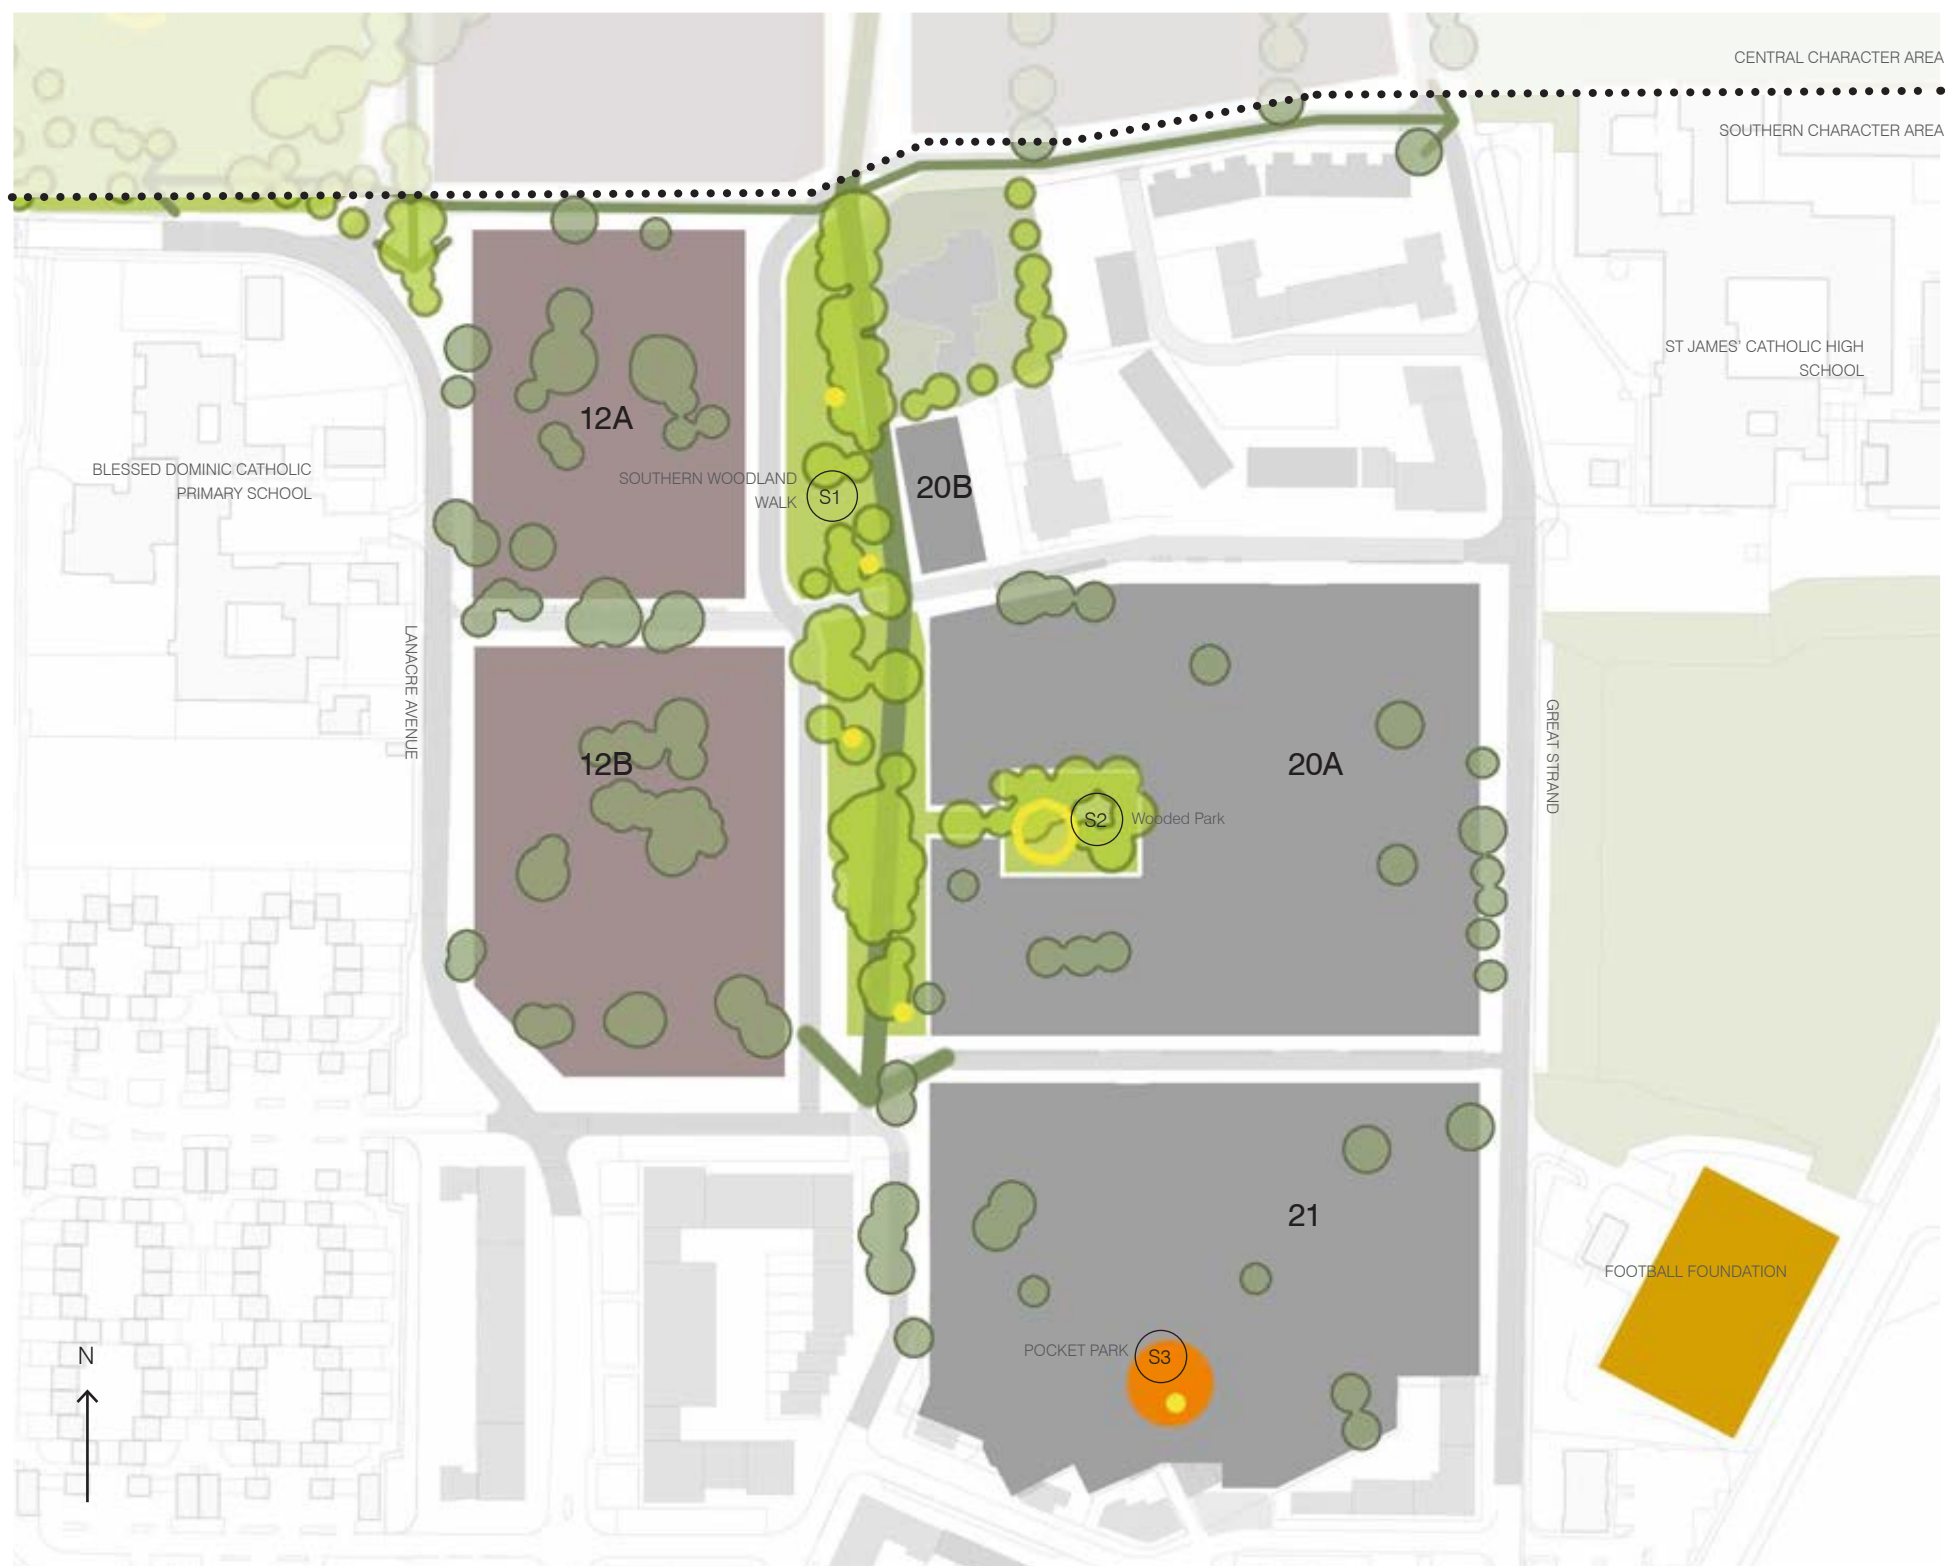 CENTRAL CHARACTER AREA
SOUTHERN CHARACTER AREA
ST JAMES' CATHOLIC HIGH
SCHOOL
12A
BLESSED DOMINIC CATHOLIC
PRIMARY SCHOOL
SOUTHERN WOODLAND
WALK
S1
20B
LANACRE AVENUE
GREAT STRAND
12B
20A
S2
Wooded Park
21
FOOTBALL FOUNDATION
POCKET PARK
S3
N